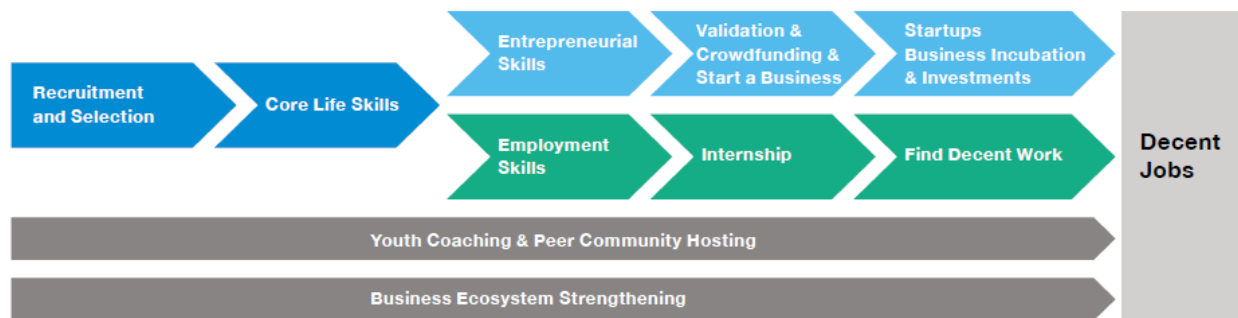 Recruitment
and Selection
Core Life Skills
Entrepreneurial
Skills
Validation &
Crowdfunding &
Start a Business
Startups
Business Incubation
& Investments
Employment
Skills
Internship
Find Decent Work
Decent
Jobs
Youth Coaching & Peer Community Hosting
Business Ecosystem Strengthening